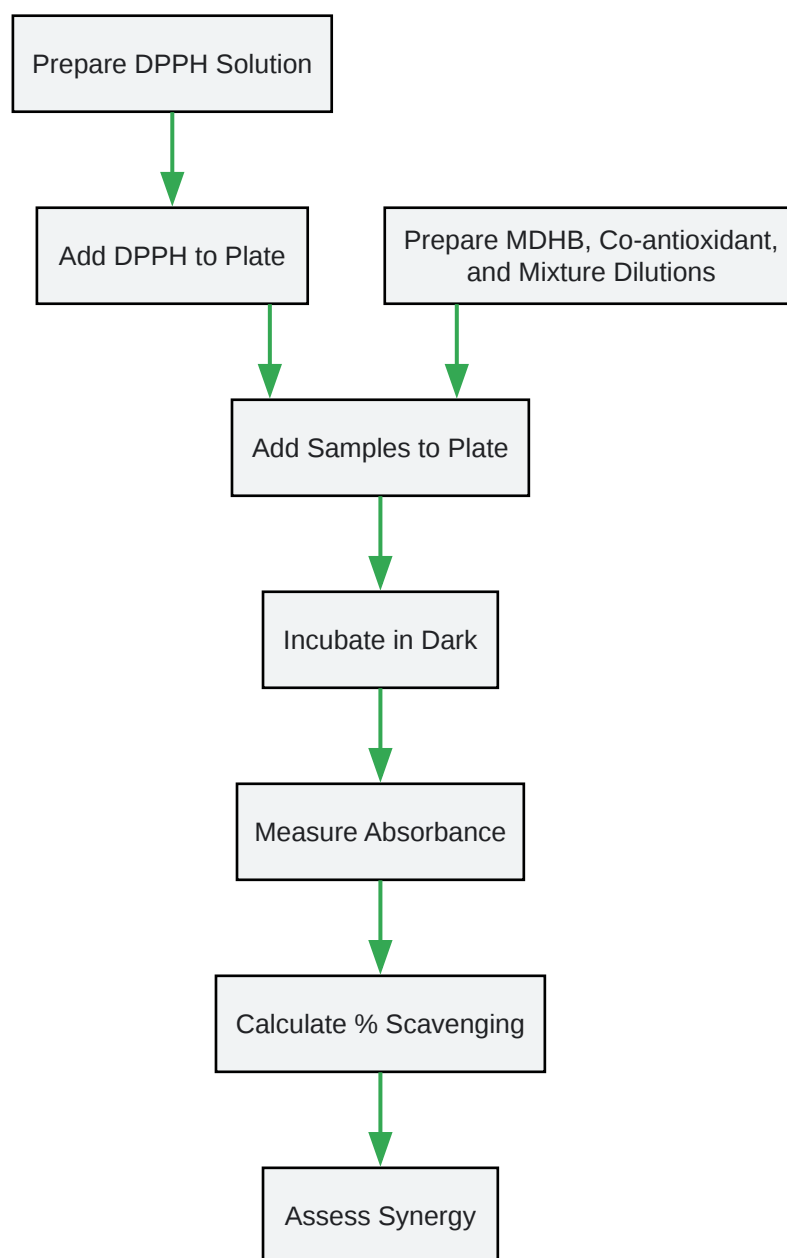 Prepare DPPH Solution
Add DPPH to Plate
Prepare MDHB, Co-antioxidant,
and Mixture Dilutions
Add Samples to Plate
Incubate in Dark
Measure Absorbance
Calculate % Scavenging
Assess Synergy